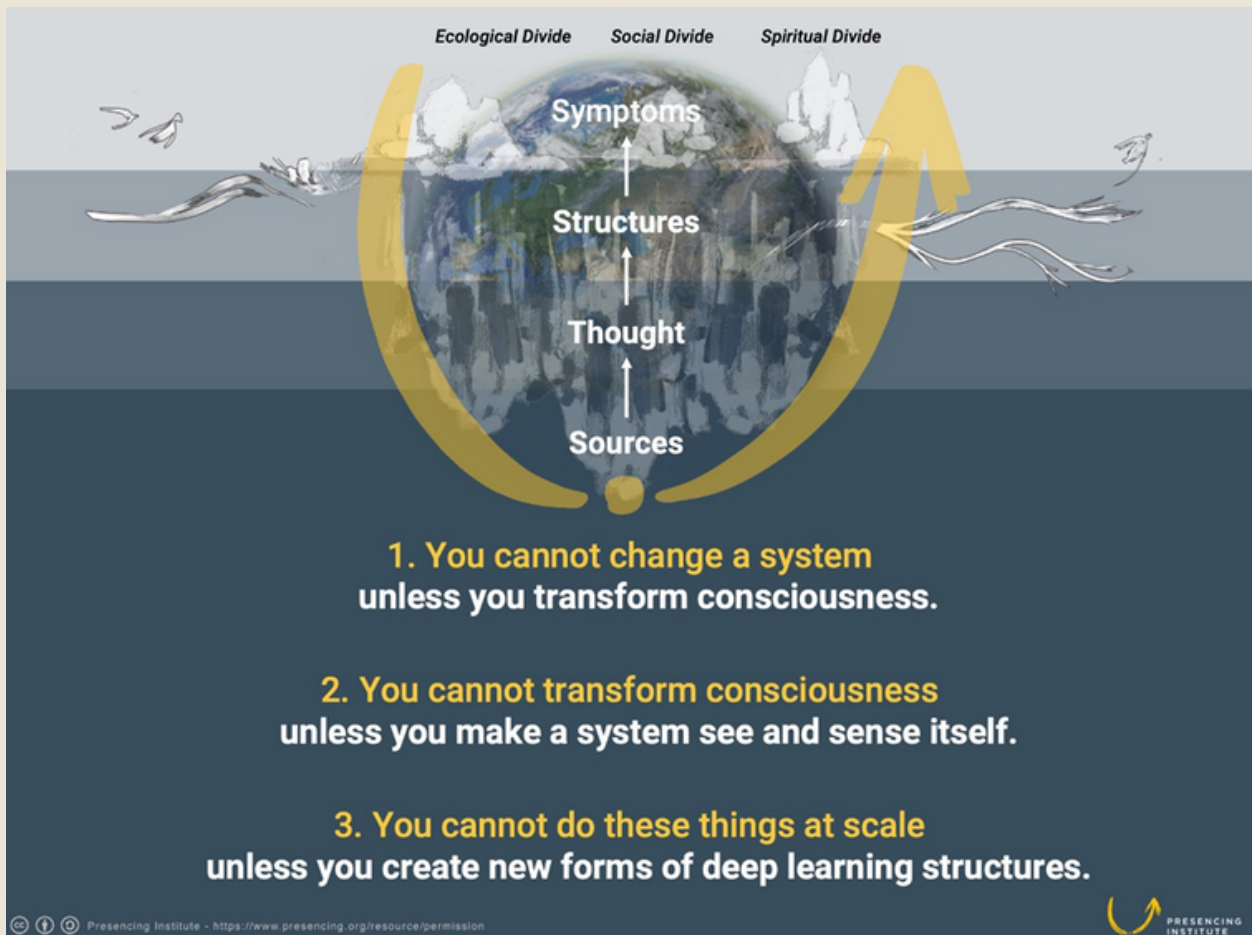 Ecological Divide Social Divide Spiritual Divide
Symptoms
Structures
Thought
Sources
1. You cannot change a system
unless you transform consciousness.
2. You cannot transform consciousness
unless you make a system see and sense itself.
3. You cannot do these things at scale
unless you create new forms of deep learning structures.
cc Presencing Institute - https://www.presencing.org/resource/permission
PRESENCING
INSTITUTE